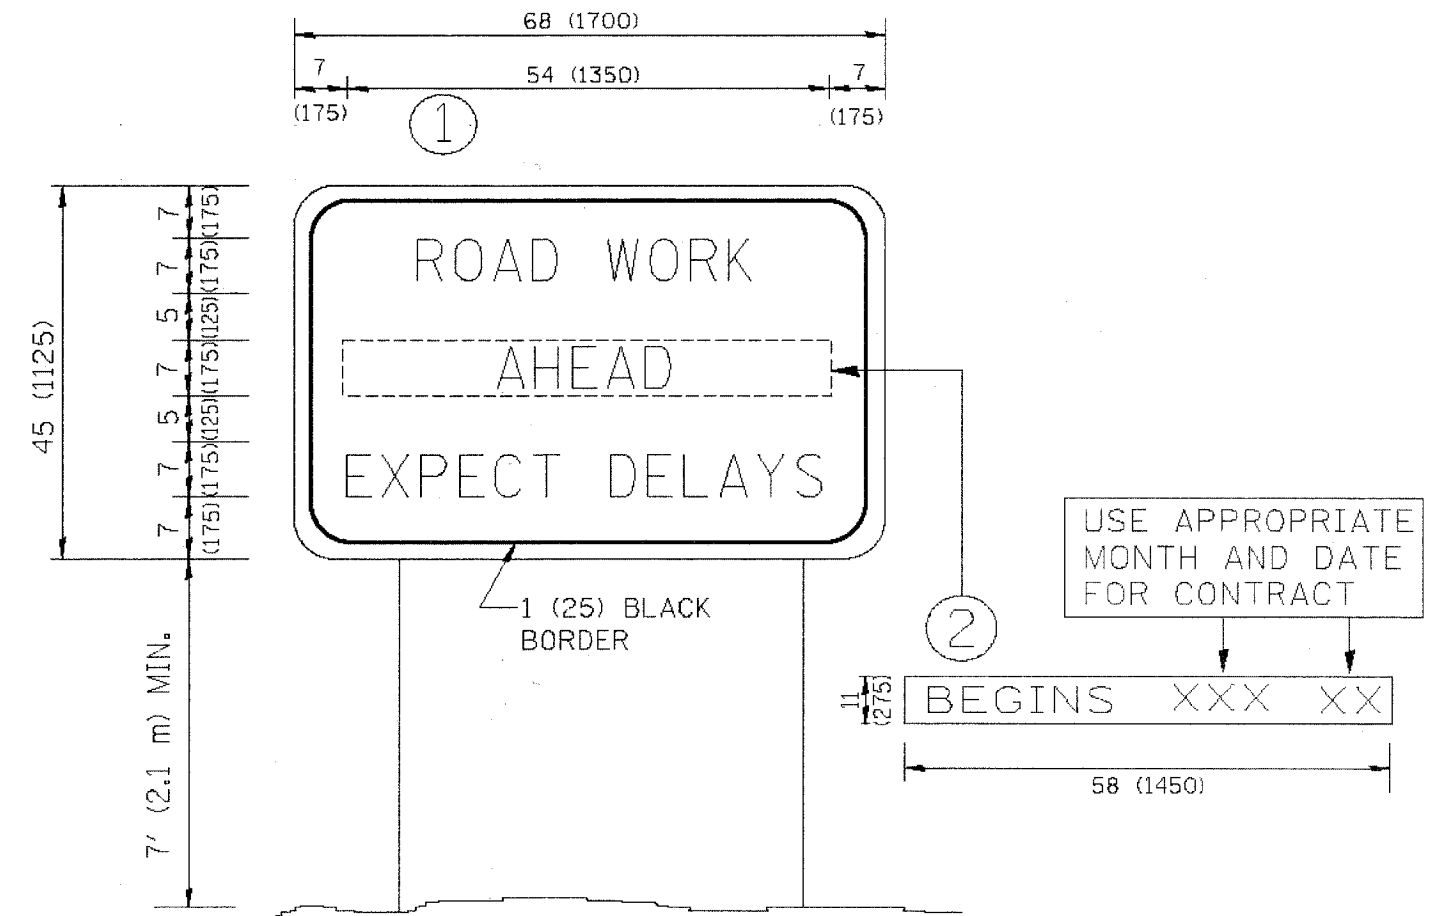 68 (1700)
7 54 (1350) 7
(175) (175)
1
45 (1125)
7 (175)
7 (175)
5 (125)
7 (175)
5 (125)
7 (175)
7 (175)
ROAD WORK
AHEAD
EXPECT DELAYS
1 (25) BLACK
BORDER
7' (2.1 m) MIN.
2
USE APPROPRIATE
MONTH AND DATE
FOR CONTRACT
11
(275)
BEGINS XXX XX
58 (1450)